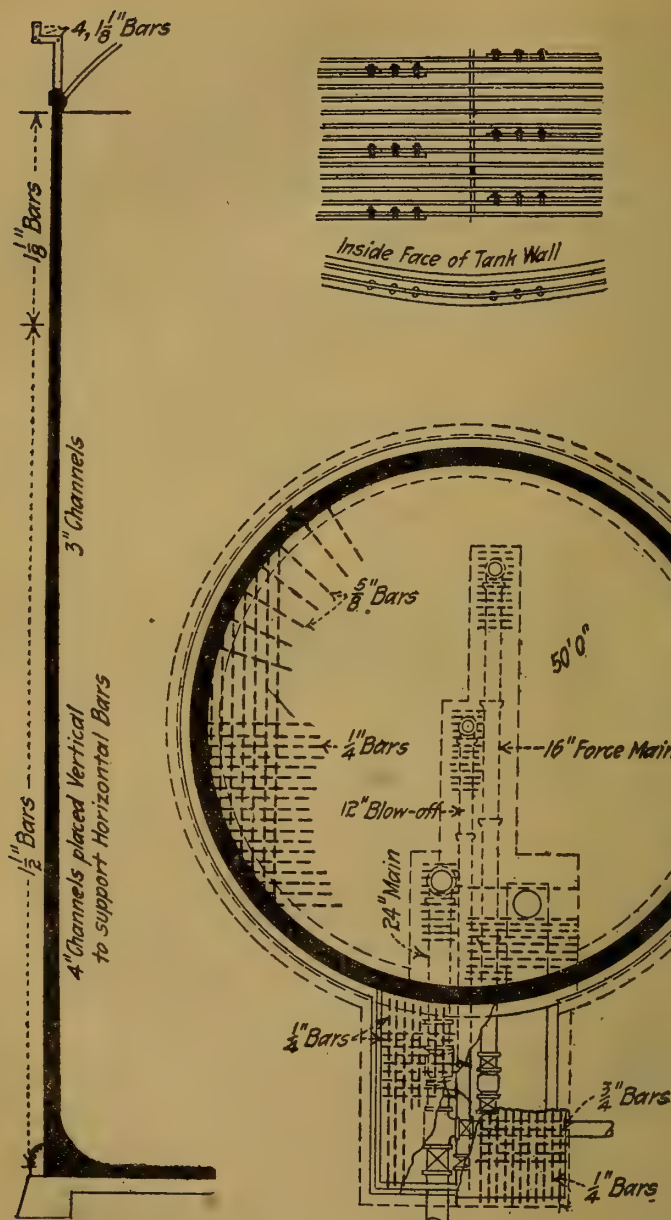 4, 1⅛" Bars
1⅛" Bars
Inside Face of Tank Wall
3" Channels
⅝" Bars
50' 0"
¼" Bars
16" Force Main
12" Blow-off
1½" Bars
4" Channels placed Vertical
to support Horizontal Bars
24" Main
¼" Bars
¾" Bars
¼" Bars